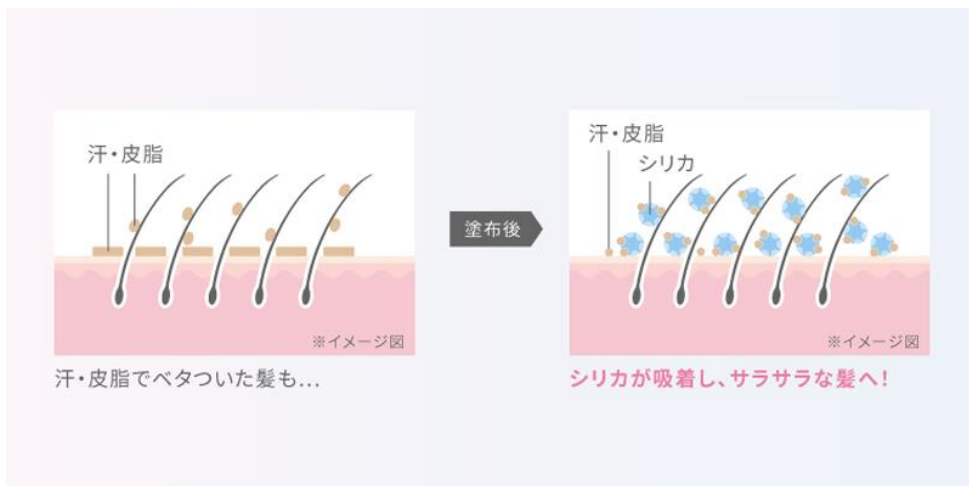 汗・皮脂
※イメージ図
汗・皮脂でベタついた髪も...
塗布後
汗・皮脂
シリカ
※イメージ図
シリカが吸着し、サラサラな髪へ!